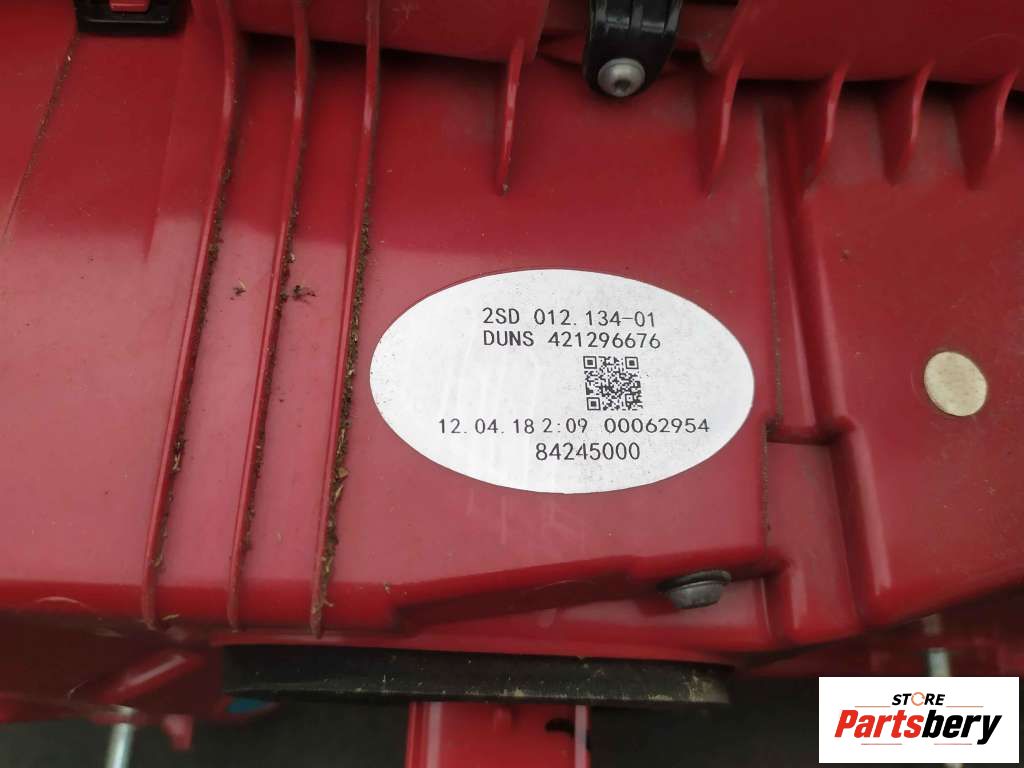 2SD 012.134-01
DUNS 421296676
12.04.18 2:09 00062954
84245000
STORE
Partsbery